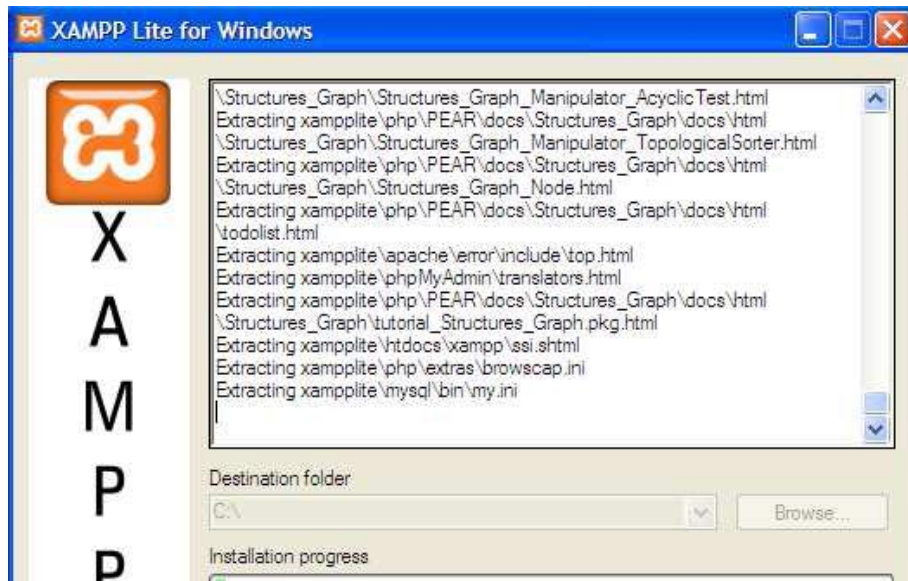 XAMPP Lite for Windows
\Structures_Graph\Structures_Graph_Manipulator_AcyclicTest.html
Extracting xampplite\php\PEAR\docs\Structures_Graph\docs\html
\Structures_Graph\Structures_Graph_Manipulator_TopologicalSorter.html
Extracting xampplite\php\PEAR\docs\Structures_Graph\docs\html
\Structures_Graph\Structures_Graph_Node.html
Extracting xampplite\php\PEAR\docs\Structures_Graph\docs\html
\todolist.html
Extracting xampplite\apache\error\include\top.html
Extracting xampplite\phpMyAdmin\translators.html
Extracting xampplite\php\PEAR\docs\Structures_Graph\docs\html
\Structures_Graph\tutorial_Structures_Graph.pkg.html
Extracting xampplite\htdocs\xampp\ssi.shtml
Extracting xampplite\php\extras\browscap.ini
Extracting xampplite\mysql\bin\my.ini
X
A
M
P
P
Destination folder
C:\
Browse...
Installation progress